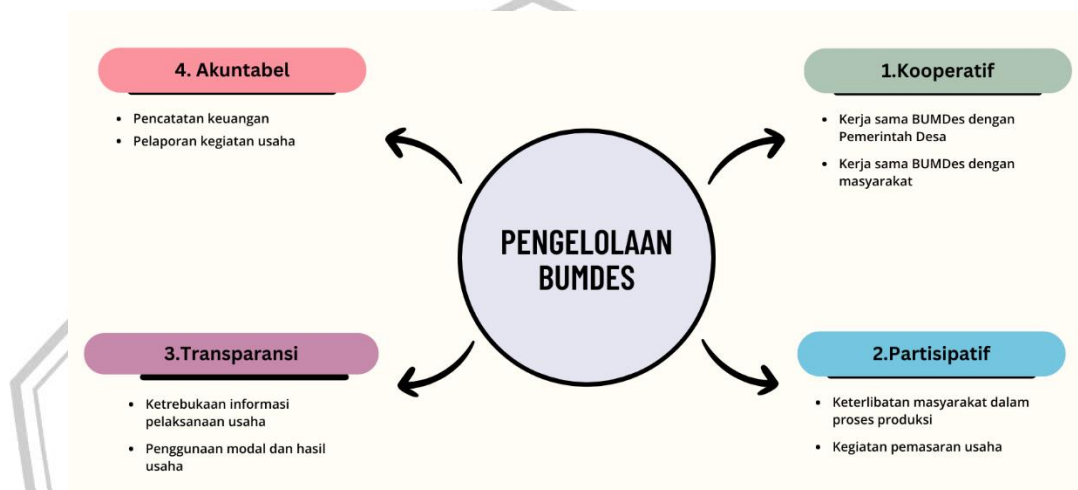 4. Akuntabel
• Pencatatan keuangan
• Pelaporan kegiatan usaha
1.Kooperatif
• Kerja sama BUMDes dengan
Pemerintah Desa
• Kerja sama BUMDes dengan
masyarakat
PENGELOLAAN
BUMDES
3.Transparansi
• Ketrebukaan informasi
pelaksanaan usaha
• Penggunaan modal dan hasil
usaha
2.Partisipatif
• Keterlibatan masyarakat dalam
proses produksi
• Kegiatan pemasaran usaha